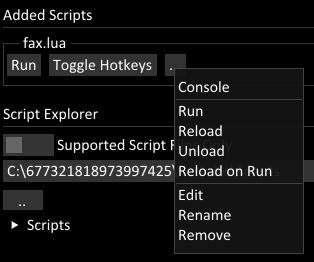 Added Scripts
fax.lua
Run
Toggle Hotkeys
..
Console
Run
Reload
Unload
Reload on Run
Edit
Rename
Remove
Script Explorer
Supported Script
C:\677321818973997425\
..
Scripts